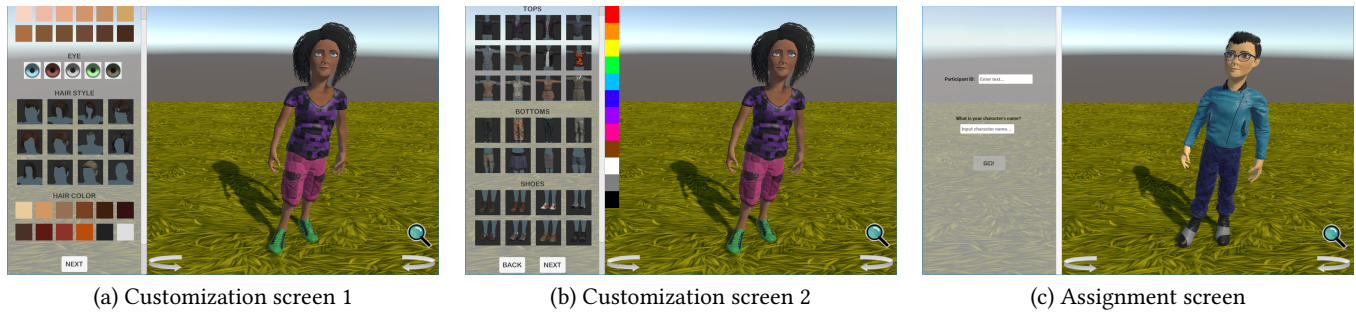 EYE
HAIR STYLE
HAIR COLOR
NEXT
TOPS
BOTTOMS
SHOES
BACK NEXT
Participant ID: Enter text...
What is your character's name?
Input character name...
GO!
(a) Customization screen 1
(b) Customization screen 2
(c) Assignment screen